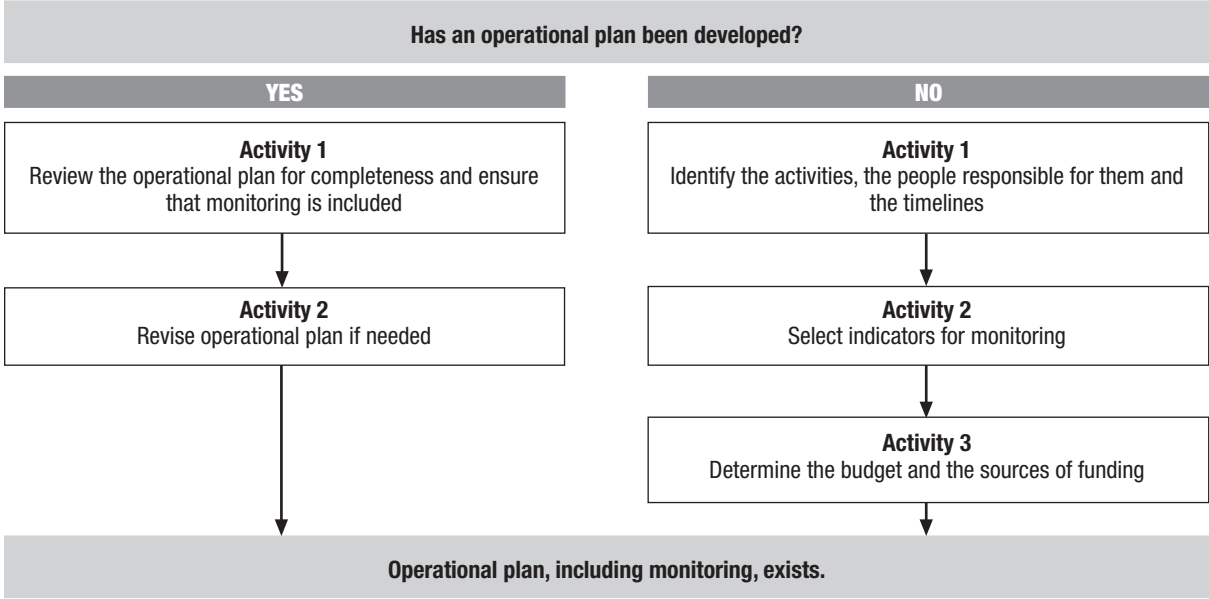 Has an operational plan been developed?
YES
Activity 1
Review the operational plan for completeness and ensure
that monitoring is included
Activity 2
Revise operational plan if needed
NO
Activity 1
Identify the activities, the people responsible for them and
the timelines
Activity 2
Select indicators for monitoring
Activity 3
Determine the budget and the sources of funding
Operational plan, including monitoring, exists.